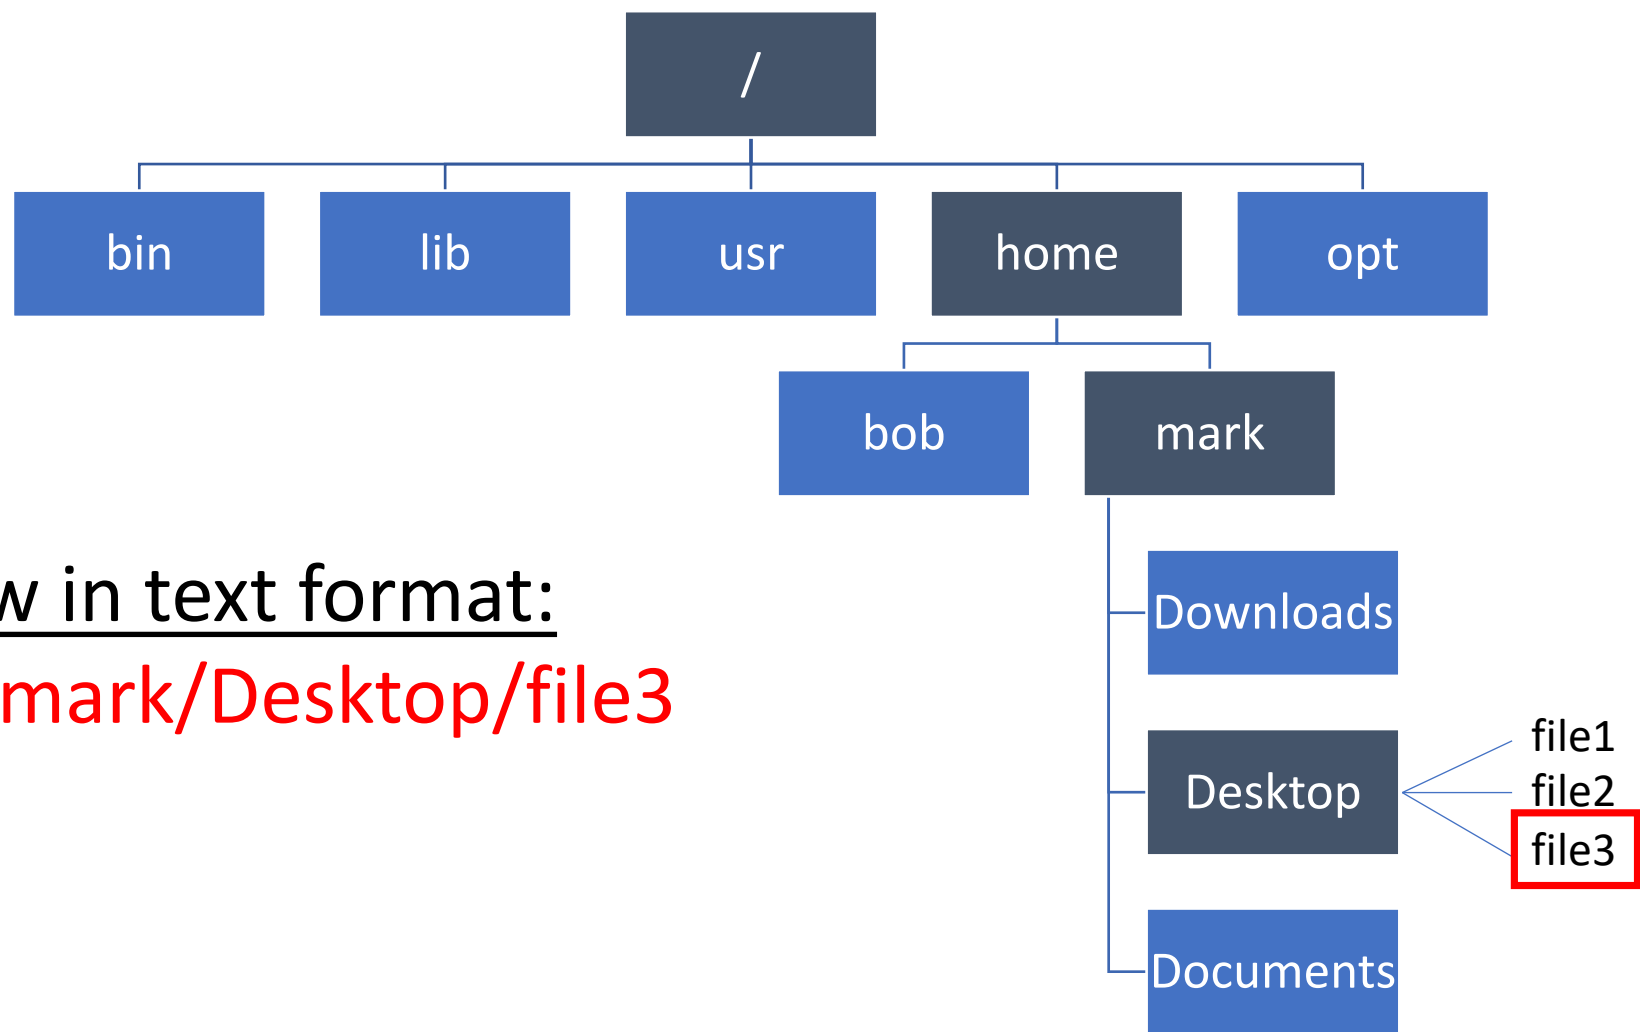 /
bin lib usr home opt
bob mark
w in text format:
mark/Desktop/file3
Downloads
file1
Desktop file2
file3
Documents